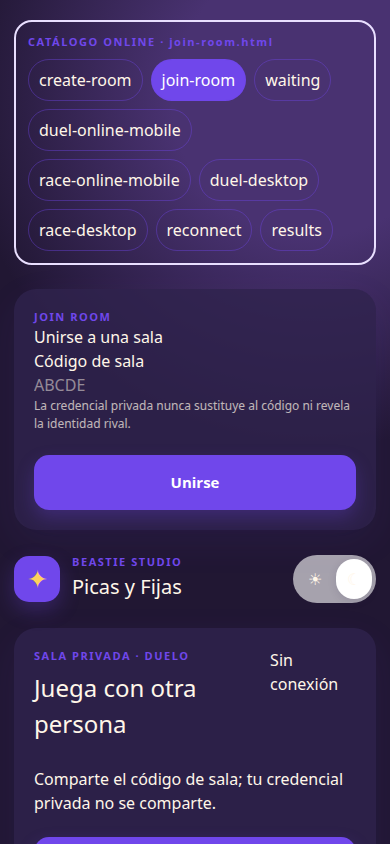 CATÁLOGO ONLINE · join-room.html
create-room join-room waiting
duel-online-mobile
race-online-mobile duel-desktop
race-desktop reconnect results
JOIN ROOM
Unirse a una sala
Código de sala
ABCDE
La credencial privada nunca sustituye al código ni revela
la identidad rival.
Unirse
BEASTIE STUDIO
Picas y Fijas
SALA PRIVADA · DUELO
Sin
conexión
Juega con otra
persona
Comparte el código de sala; tu credencial
privada no se comparte.